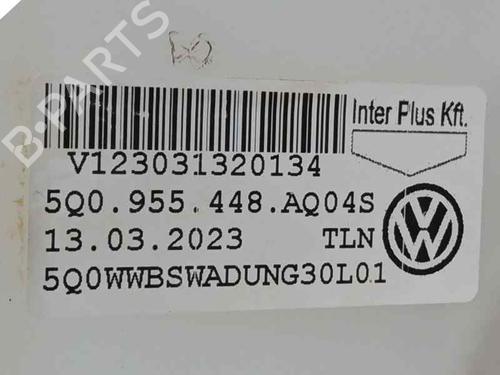 B-PARTS
Inter Plus Kft.
V123031320134
5Q0.955.448.AQ04S
13.03.2023 TLN
5Q0WWBSWADUNG30L01